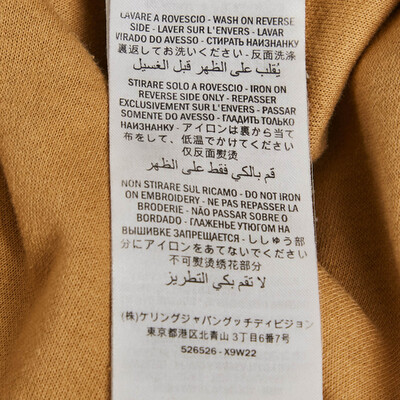 LAVARE A ROVESCIO - WASH ON REVERSE
SIDE - LAVER SUR L'ENVERS - LAVAR
VIRADO DO AVESSO - СТИРАТЬ НАИЗНАНКУ
裏返してお洗いください - 反面洗涤
يُقلب على الظهر قبل الغسيل
STIRARE SOLO A ROVESCIO - IRON ON
REVERSE SIDE ONLY - REPASSER
EXCLUSIVEMENT SUR L'ENVERS - PASSAR
SOMENTE DO AVESSO - ГЛАДИТЬ ТОЛЬКО
НАИЗНАНКУ - アイロンは裏から当て
布をして、低温でかけてください
仅反面熨烫
قم بالكي فقط على الظهر
NON STIRARE SUL RICAMO - DO NOT IRON
ON EMBROIDERY - NE PAS REPASSER LA
BRODERIE - NÃO PASSAR SOBRE O
BORDADO - ГЛАЖЕНЬЕ УТЮГОМ НА
ВЫШИВКЕ ЗАПРЕЩАЕТСЯ - ししゅう部
分にアイロンをあてないでください
不可熨烫绣花部分
لا تقم بكي التطريز
(株)ケリングジャパングッチディビジョン
東京都港区北青山 3丁目6番7号
526526 - X9W22